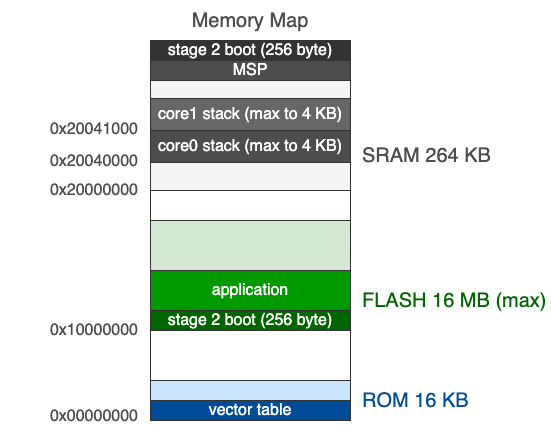 Memory Map
stage 2 boot (256 byte)
MSP
core1 stack (max to 4 KB)
0x20041000
core0 stack (max to 4 KB)
0x20040000
SRAM 264 KB
0x20000000
application
FLASH 16 MB (max)
stage 2 boot (256 byte)
0x10000000
ROM 16 KB
vector table
0x00000000